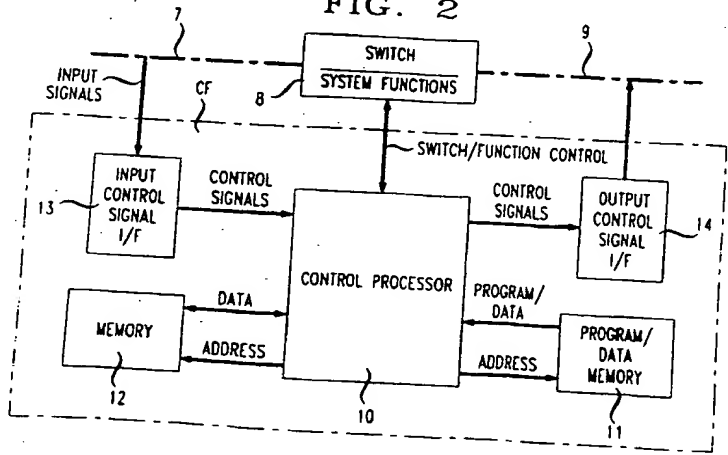 FIG. 2
7
9
SWITCH
SYSTEM FUNCTIONS
8
INPUT
SIGNALS
CF
SWITCH/FUNCTION CONTROL
INPUT
CONTROL
SIGNAL
I/F
13
CONTROL
SIGNALS
CONTROL PROCESSOR
10
CONTROL
SIGNALS
OUTPUT
CONTROL
SIGNAL
I/F
14
MEMORY
12
DATA
ADDRESS
PROGRAM/
DATA
ADDRESS
PROGRAM/
DATA
MEMORY
11